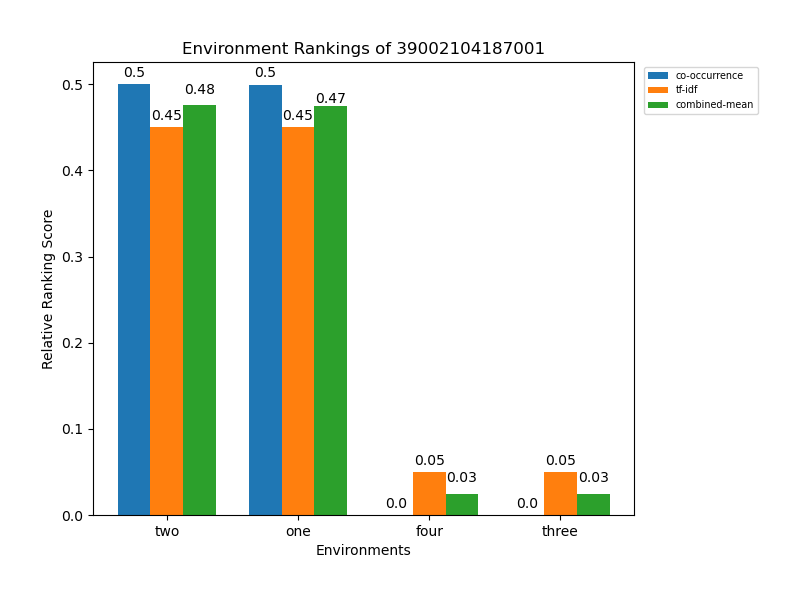 Environment Rankings of 39002104187001
co-occurrence
tf-idf
combined-mean
0.5
0.45
0.48
0.5
0.45
0.47
0.0
0.05
0.03
0.0
0.05
0.03
0.5
0.4
0.3
0.2
0.1
0.0
Relative Ranking Score
two one four three
Environments